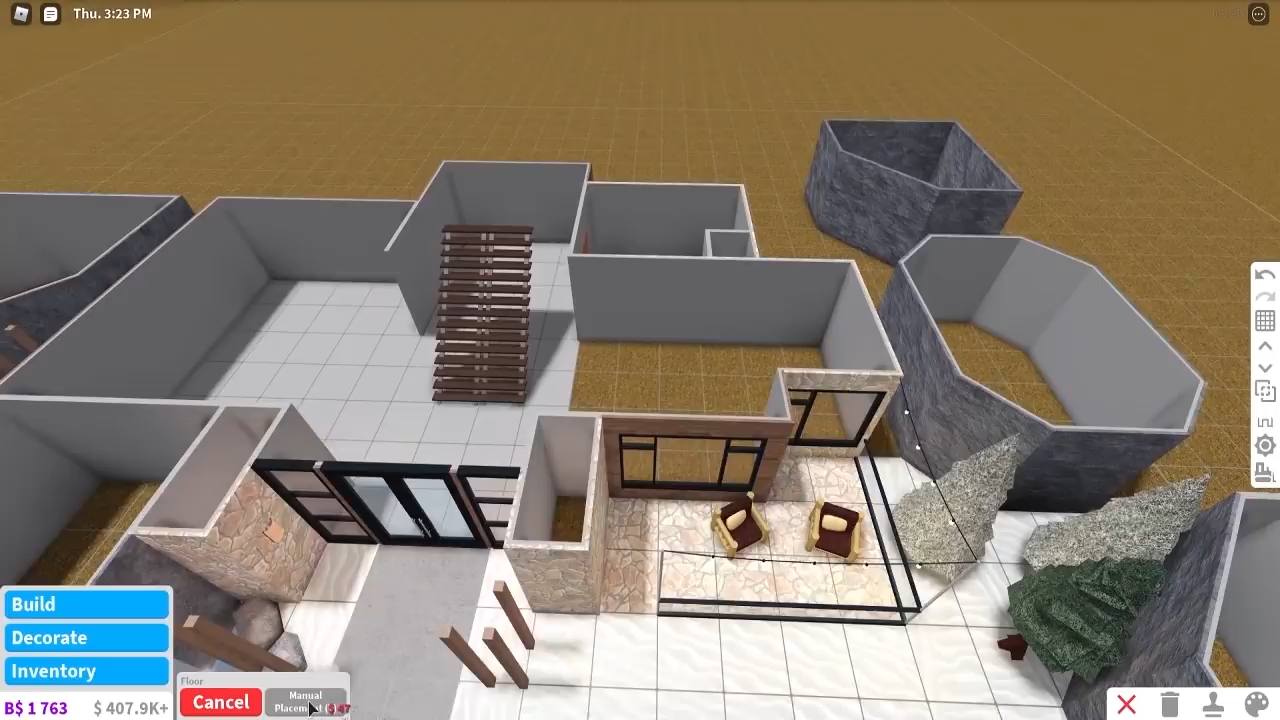 Thu. 3:23 PM
Build
Decorate
Inventory
B$ 1 763
$ 407.9K+
Floor
Cancel
Manual